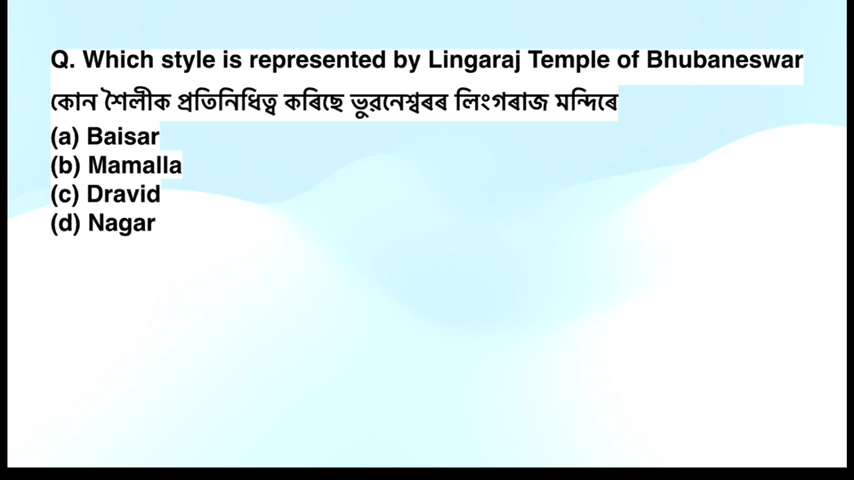 Q. Which style is represented by Lingaraj Temple of Bhubaneswar
কোন শৈলীক প্ৰতিনিধিত্ব কৰিছে ভুৱনেশ্বৰৰ লিংগৰাজ মন্দিৰে
(a) Baisar
(b) Mamalla
(c) Dravid
(d) Nagar